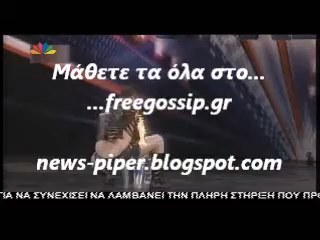 Μάθετε τα όλα στο...
...freegossip.gr
news-piper.blogspot.com
ΓΙΑ ΝΑ ΣΥΝΕΧΙΣΕΙ ΝΑ ΛΑΜΒΑΝΕΙ ΤΗΝ ΠΛΗΡΗ ΣΤΗΡΙΞΗ ΠΟΥ ΠΡΟ